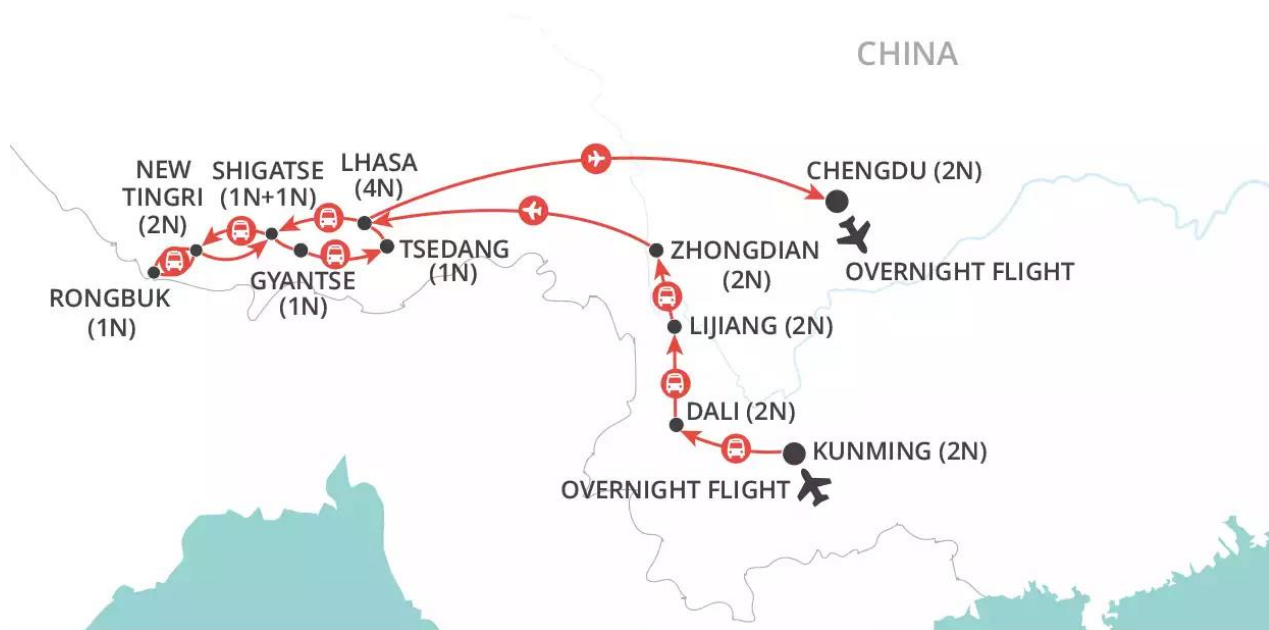 CHINA
NEW
TINGRI
(2N)
SHIGATSE
(1N+1N)
LHASA
(4N)
CHENGDU (2N)
OVERNIGHT FLIGHT
TSEDANG
(1N)
ZHONGDIAN
(2N)
GYANTSE
(1N)
RONGBUK
(1N)
LIJIANG (2N)
DALI (2N)
KUNMING (2N)
OVERNIGHT FLIGHT